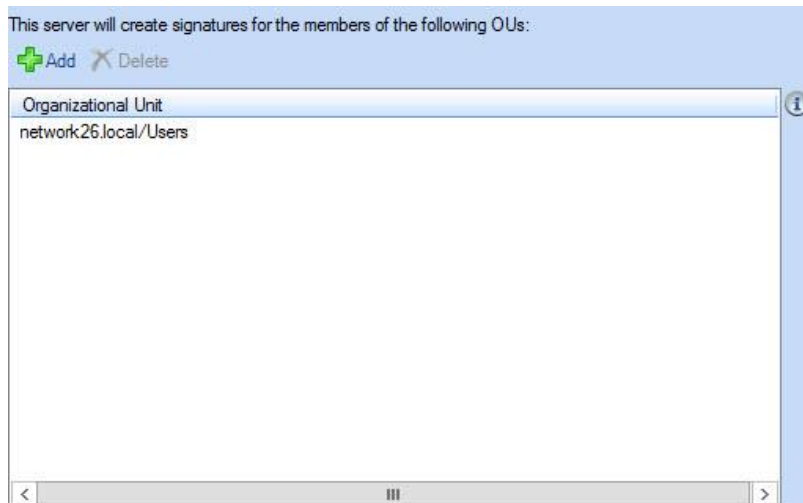 This server will create signatures for the members of the following OUs:
Add Delete
Organizational Unit
network26.local/Users